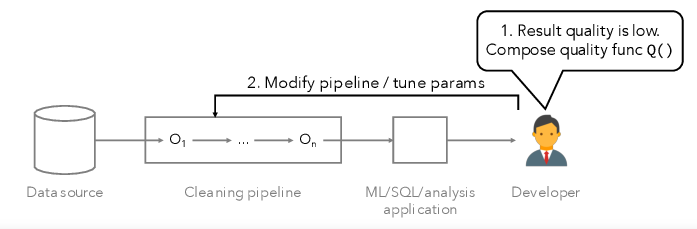 1. Result quality is low.
Compose quality func Q()
2. Modify pipeline / tune params
O1 ... On
Data source
Cleaning pipeline
ML/SQL/analysis
application
Developer